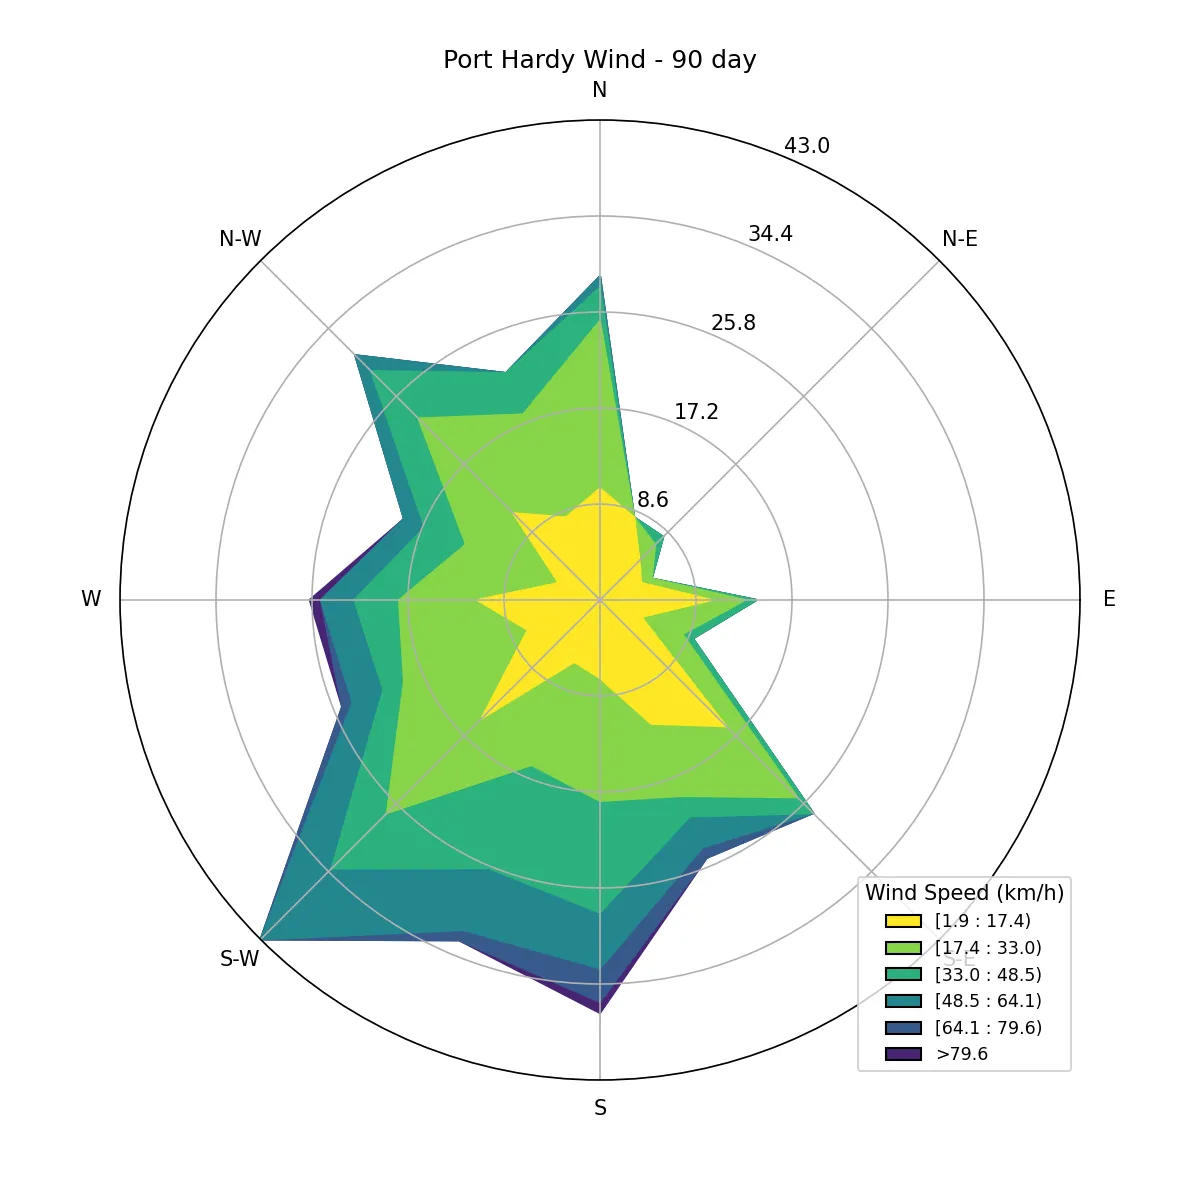 Port Hardy Wind - 90 day
N
43.0
34.4
N-W
N-E
25.8
17.2
8.6
W
E
S-W
S-E
S
Wind Speed (km/h)
[1.9 : 17.4)
[17.4 : 33.0)
[33.0 : 48.5)
[48.5 : 64.1)
[64.1 : 79.6)
>79.6